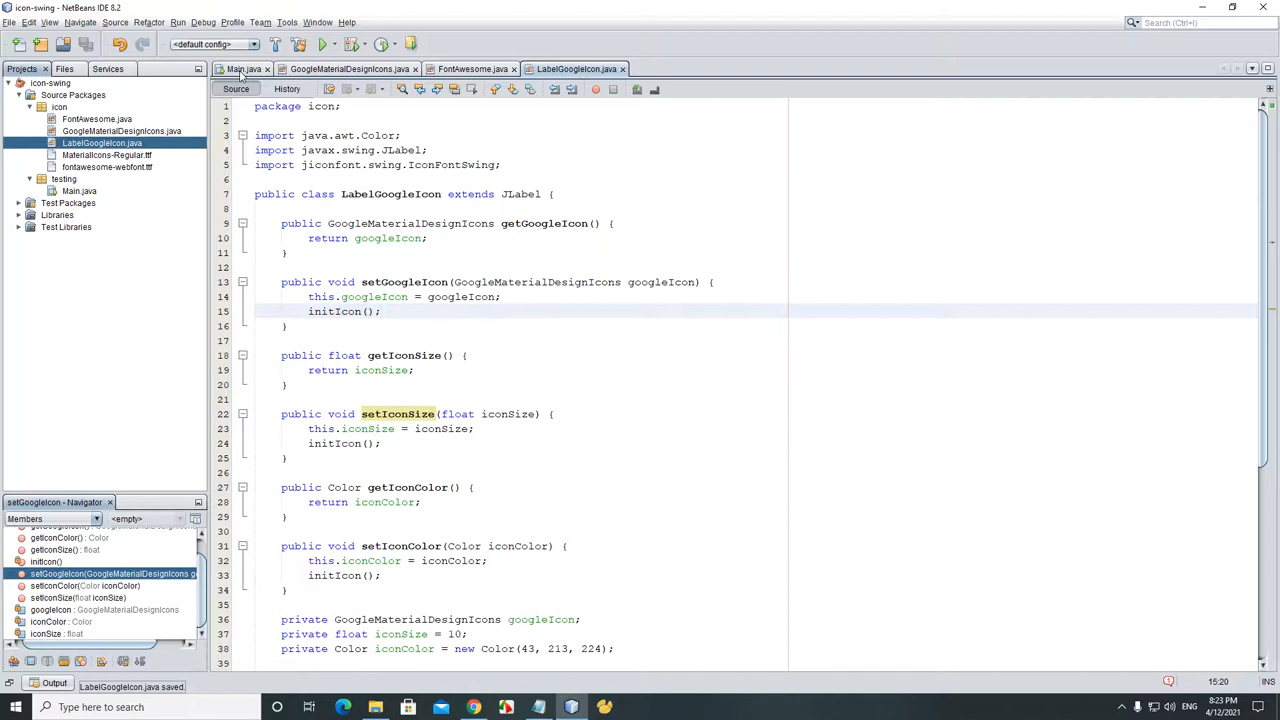 icon-swing - NetBeans IDE 8.2
File Edit View Navigate Source Refactor Run Debug Profile Team Tools Window Help
Search (Ctrl+I)
<default config>
Projects Files Services
Main.java GoogleMaterialDesignIcons.java FontAwesome.java LabelGoogleIcon.java
Source History
icon-swing
Source Packages
icon
FontAwesome.java
GoogleMaterialDesignIcons.java
LabelGoogleIcon.java
MaterialIcons-Regular.ttf
fontawesome-webfont.ttf
testing
Main.java
Test Packages
Libraries
Test Libraries
1 package icon;
2
3 import java.awt.Color;
4 import javax.swing.JLabel;
5 import jiconfont.swing.IconFontSwing;
6
7 public class LabelGoogleIcon extends JLabel {
8
9 public GoogleMaterialDesignIcons getGoogleIcon() {
10 return googleIcon;
11 }
12
13 public void setGoogleIcon(GoogleMaterialDesignIcons googleIcon) {
14 this.googleIcon = googleIcon;
15 initIcon();
16 }
17
18 public float getIconSize() {
19 return iconSize;
20 }
21
22 public void setIconSize(float iconSize) {
23 this.iconSize = iconSize;
24 initIcon();
25 }
26
27 public Color getIconColor() {
28 return iconColor;
29 }
30
31 public void setIconColor(Color iconColor) {
32 this.iconColor = iconColor;
33 initIcon();
34 }
35
36 private GoogleMaterialDesignIcons googleIcon;
37 private float iconSize = 10;
38 private Color iconColor = new Color(43, 213, 224);
39
setGoogleIcon - Navigator
Members <empty>
getGoogleIcon() : GoogleMaterialDesignIcons
getIconColor() : Color
getIconSize() : float
initIcon()
setGoogleIcon(GoogleMaterialDesignIcons g
setIconColor(Color iconColor)
setIconSize(float iconSize)
googleIcon : GoogleMaterialDesignIcons
iconColor : Color
iconSize : float
Output
LabelGoogleIcon.java saved.
15:20 INS
Type here to search
ENG
8:23 PM
4/12/2021